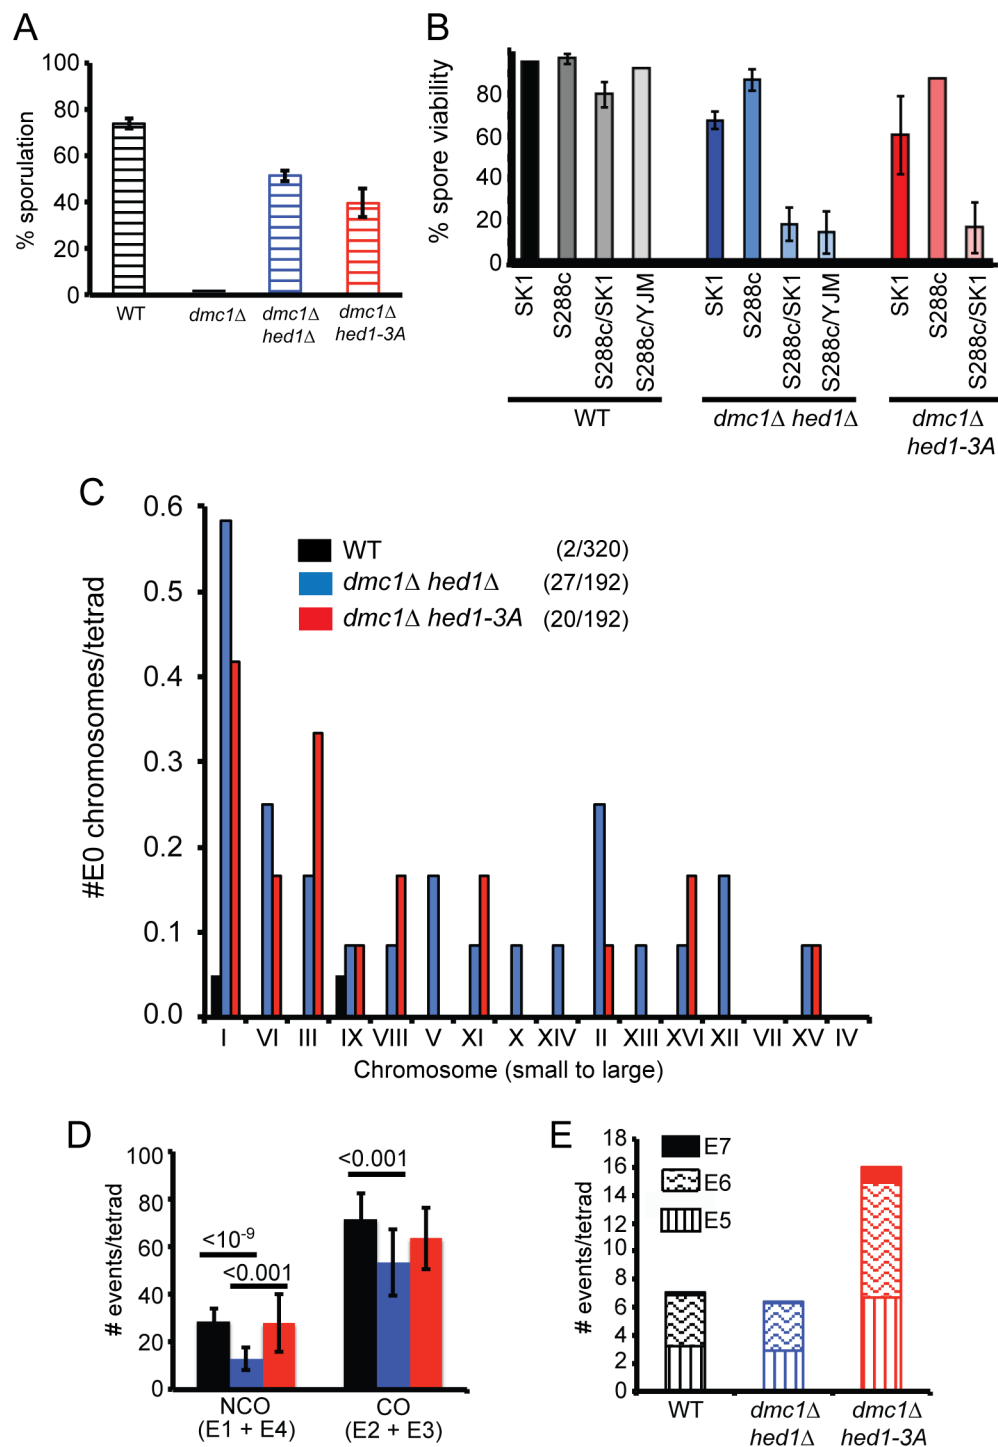 A
% sporulation
100
80
60
40
20
0
WT
dmc1Δ
dmc1Δ
hed1Δ
dmc1Δ
hed1-3A
B
% spore viability
80
60
40
20
0
SK1
S288c
S288c/SK1
S288c/YJM
SK1
S288c
S288c/SK1
S288c/YJM
SK1
S288c
S288c/SK1
WT
dmc1Δ hed1Δ
dmc1Δ
hed1-3A
C
#E0 chromosomes/tetrad
0.6
0.5
0.4
0.3
0.2
0.1
0.0
WT (2/320)
dmc1Δ hed1Δ (27/192)
dmc1Δ hed1-3A (20/192)
I VI III IX VIII V XI X XIV II XIII XVI XII VII XV IV
Chromosome (small to large)
D
# events/tetrad
100
80
60
40
20
0
<10-9
<0.001
<0.001
NCO
(E1 + E4)
CO
(E2 + E3)
E
# events/tetrad
18
16
14
12
10
8
6
4
2
0
E7
E6
E5
WT
dmc1Δ
hed1Δ
dmc1Δ
hed1-3A